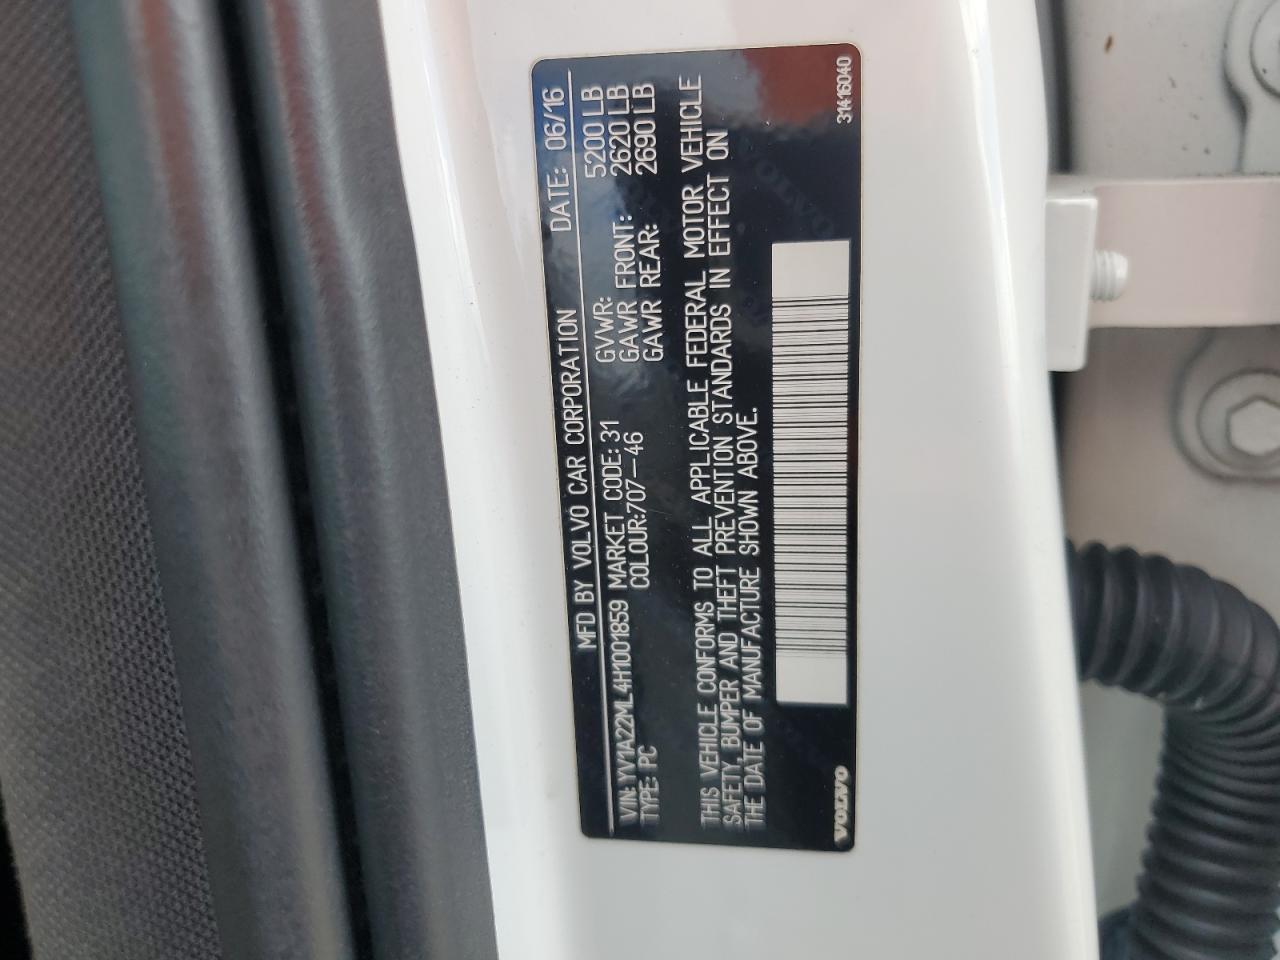 MFD BY VOLVO CAR CORPORATION DATE: 06/16
VIN: YV1A22ML4H1001859 MARKET CODE: 31 GVWR: 5200 LB
TYPE: PC COLOUR:707-46 GAWR FRONT: 2620 LB
GAWR REAR: 2690 LB
THIS VEHICLE CONFORMS TO ALL APPLICABLE FEDERAL MOTOR VEHICLE
SAFETY, BUMPER AND THEFT PREVENTION STANDARDS IN EFFECT ON
THE DATE OF MANUFACTURE SHOWN ABOVE.
VOLVO 31416040